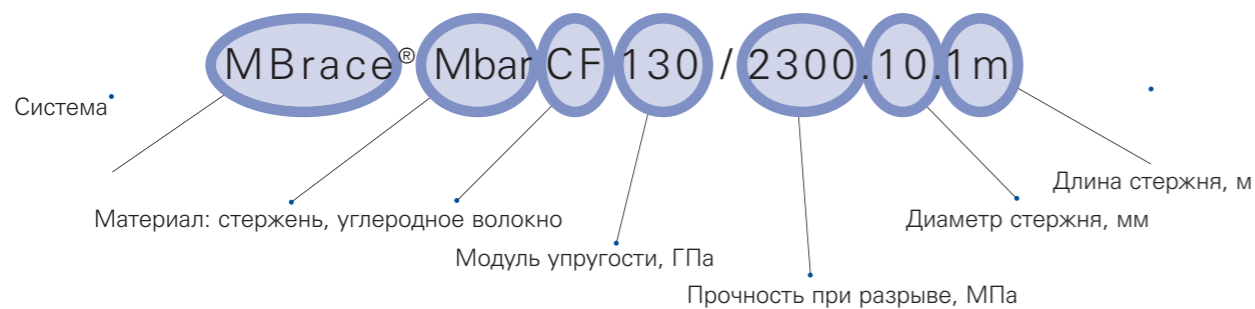 MBrace® Mbar CF 130 / 2300.10.1m
Система
Длина стержня, м
Материал: стержень, углеродное волокно
Диаметр стержня, мм
Модуль упругости, ГПа
Прочность при разрыве, МПа